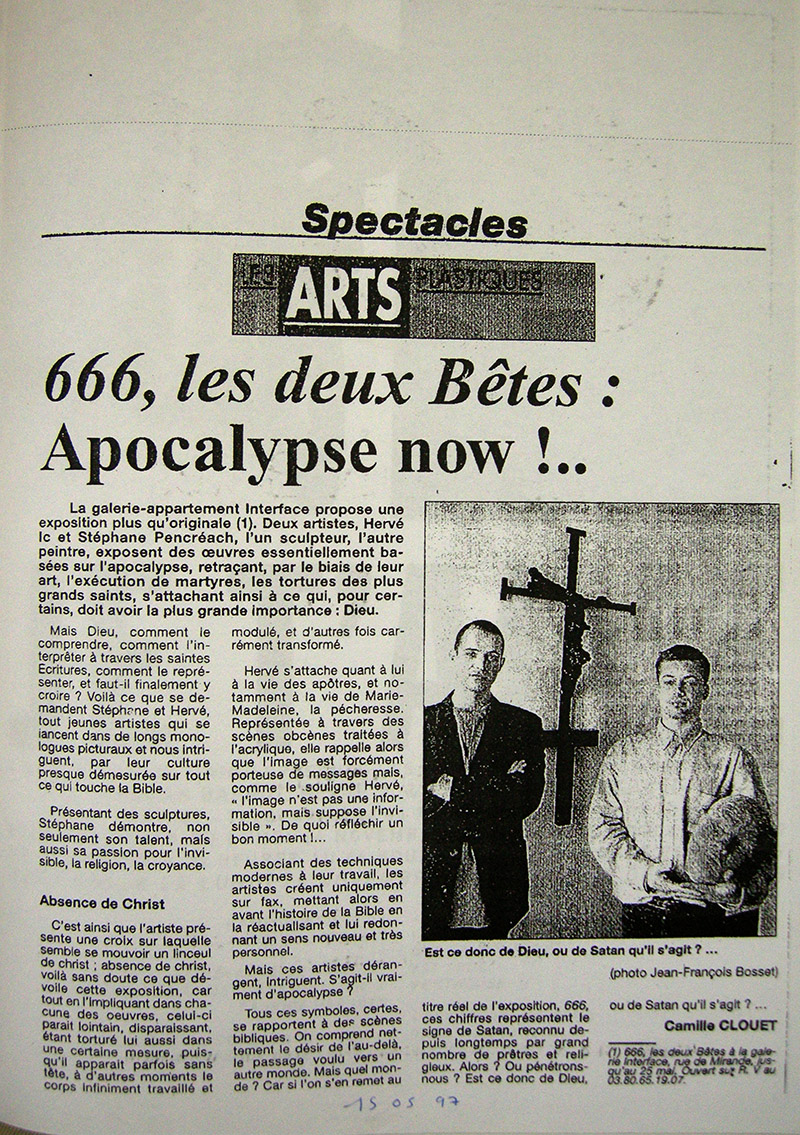 Spectacles
LES ARTS PLASTIQUES
666, les deux Bêtes :
Apocalypse now !..
La galerie-appartement Interface propose une
exposition plus qu'originale (1). Deux artistes, Hervé
Ic et Stéphane Pencréach, l'un sculpteur, l'autre
peintre, exposent des œuvres essentiellement ba-
sées sur l'apocalypse, retraçant, par le biais de leur
art, l'exécution de martyres, les tortures des plus
grands saints, s'attachant ainsi à ce qui, pour cer-
tains, doit avoir la plus grande importance : Dieu.
Mais Dieu, comment le
comprendre, comment l'in-
terpréter à travers les saintes
Ecritures, comment le repré-
senter, et faut-il finalement y
croire ? Voilà ce que se de-
mandent Stéphane et Hervé,
tout jeunes artistes qui se
lancent dans de longs mono-
logues picturaux et nous intri-
guent, par leur culture
presque démesurée sur tout
ce qui touche la Bible.
Présentant des sculptures,
Stéphane démontre, non
seulement son talent, mais
aussi sa passion pour l'invi-
sible, la religion, la croyance.
Absence de Christ
C'est ainsi que l'artiste pré-
sente une croix sur laquelle
semble se mouvoir un linceul
de christ ; absence de christ,
voilà sans doute ce que dé-
voile cette exposition, car
tout en l'impliquant dans cha-
cune des oeuvres, celui-ci
parait lointain, disparaissant,
étant torturé lui aussi dans
une certaine mesure, puis-
qu'il apparait parfois sans
tête, à d'autres moments le
corps infiniment travaillé et
modulé, et d'autres fois car-
rément transformé.
Hervé s'attache quant à lui
à la vie des apôtres, et no-
tamment à la vie de Marie-
Madeleine, la pécheresse.
Représentée à travers des
scènes obcènes traitées à
l'acrylique, elle rappelle alors
que l'image est forcément
porteuse de messages mais,
comme le souligne Hervé,
« l'image n'est pas une infor-
mation, mais suppose l'invi-
sible ». De quoi réfléchir un
bon moment !...
Associant des techniques
modernes à leur travail, les
artistes créent uniquement
sur fax, mettant alors en
avant l'histoire de la Bible en
la réactualisant et lui redon-
nant un sens nouveau et très
personnel.
Mais ces artistes déran-
gent, intriguent. S'agit-il vrai-
ment d'apocalypse ?
Tous ces symboles, certes,
se rapportent à des scènes
bibliques. On comprend net-
tement le désir de l'au-delà,
le passage voulu vers un
autre monde. Mais quel mon-
de ? Car si l'on s'en remet au
Est ce donc de Dieu, ou de Satan qu'il s'agit ? ...
(photo Jean-François Bosset)
titre réel de l'exposition, 666,
ces chiffres représentent le
signe de Satan, reconnu de-
puis longtemps par grand
nombre de prêtres et reli-
gieux. Alors ? Ou pénétrons-
nous ? Est ce donc de Dieu,
ou de Satan qu'il s'agit ? ...
Camille CLOUET
(1) 666, les deux Bêtes à la gale-
rie Interface, rue de Mirande, jus-
qu'au 25 mai. Ouvert sur R. V au
03.80.65.19.07.
15 05 97